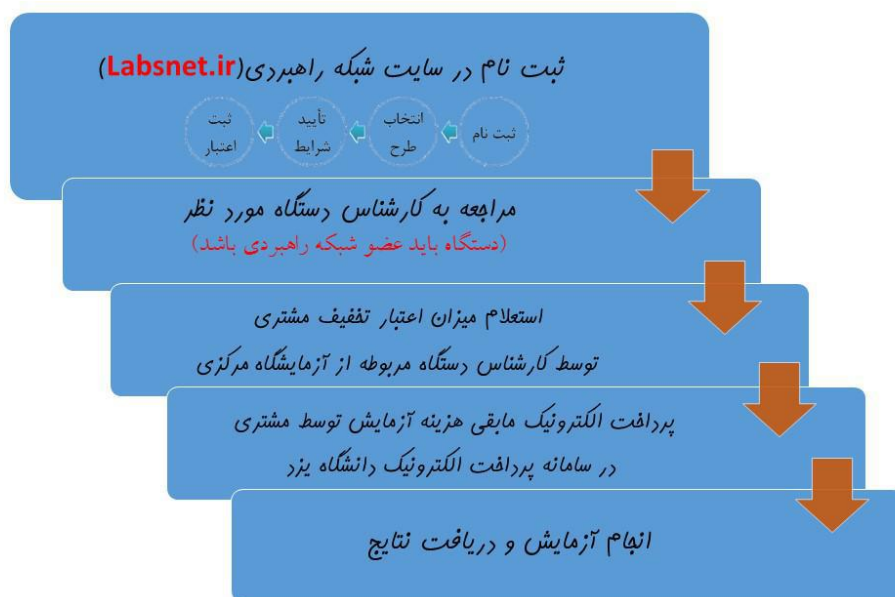 ثبت نام در سایت شبکه راهبردی(Labsnet.ir)
ثبت نام
انتخاب
طرح
تأیید
شرایط
ثبت
اعتبار
مراجعه به کارشناس دستگاه مورد نظر
(دستگاه باید عضو شبکه راهبردی باشد)
استعلام میزان اعتبار تخفیف مشتری
توسط کارشناس دستگاه مربوطه از آزمایشگاه مرکزی
پرداخت الکترونیک مابقی هزینه آزمایش توسط مشتری
در سامانه پرداخت الکترونیک دانشگاه یزد
انجام آزمایش و دریافت نتایج